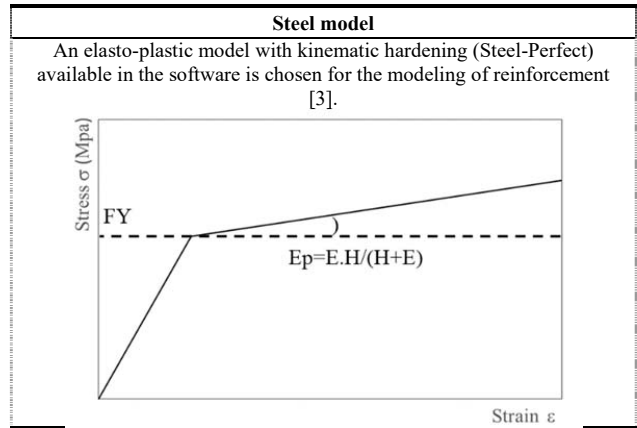 Steel model
An elasto-plastic model with kinematic hardening (Steel-Perfect)
available in the software is chosen for the modeling of reinforcement
[3].
Stress σ (Mpa)
FY
Ep=E.H/(H+E)
Strain ε